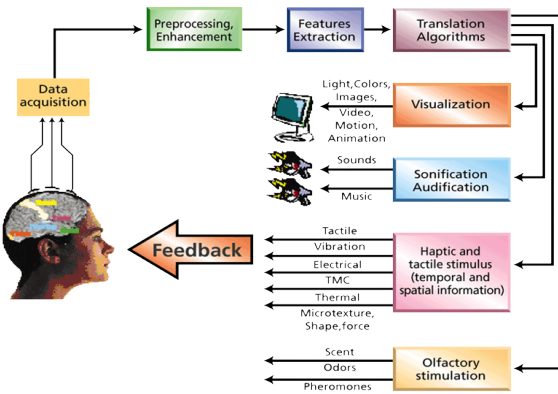 Preprocessing,
Enhancement
Features
Extraction
Translation
Algorithms
Data
acquisition
Light,Colors,
Images,
Video,
Motion,
Animation
Visualization
Sounds
Music
Sonification
Audification
Feedback
Tactile
Vibration
Electrical
TMC
Thermal
Microtexture,
Shape,force
Haptic and
tactile stimulus
(temporal and
spatial information)
Scent
Odors
Pheromones
Olfactory
stimulation